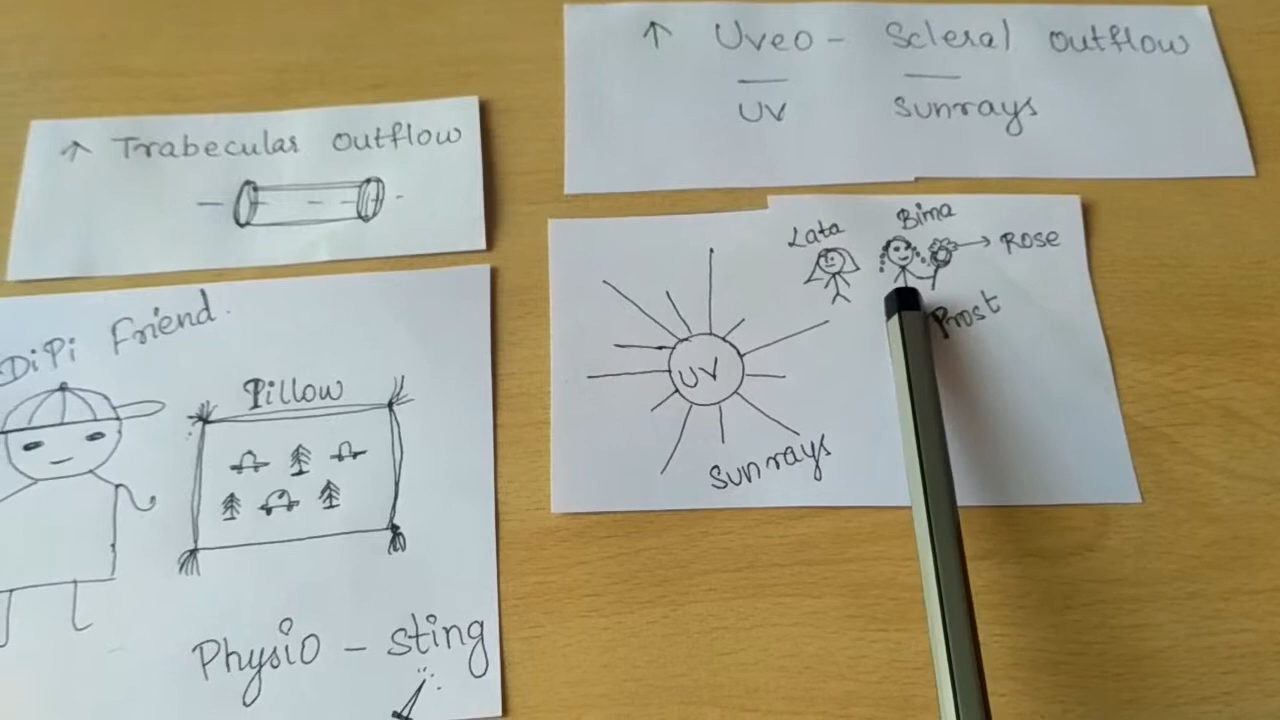 ↑ Trabecular outflow
DiPi Friend.
Pillow
Physio - sting
↑ Uveo - Scleral outflow
UV Sunrays
Lata
Bima
→ Rose
Prost
UV
Sunrays